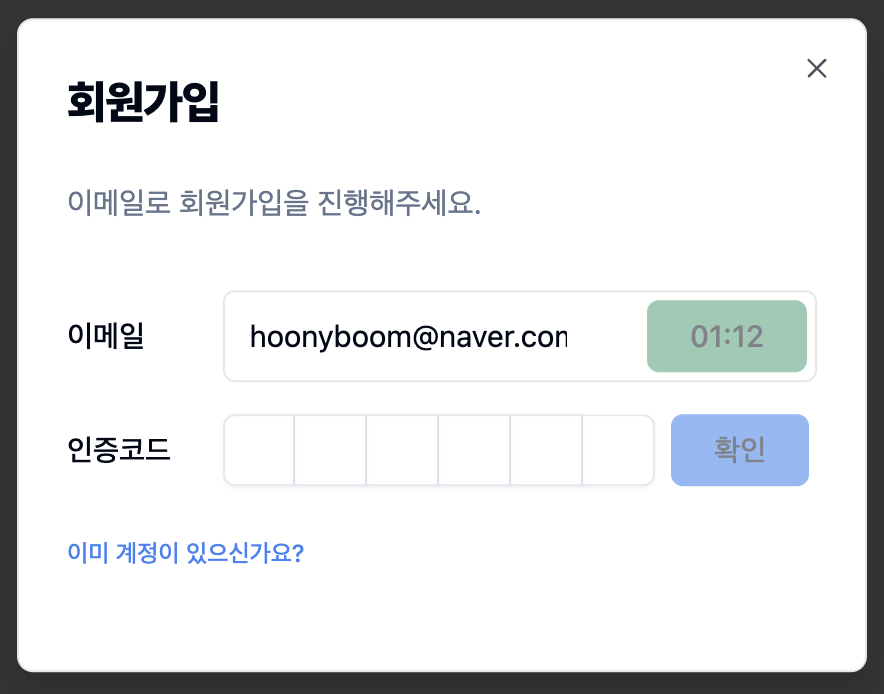 회원가입
이메일로 회원가입을 진행해주세요.
이메일 hoonyboom@naver.com 01:12
인증코드 확인
이미 계정이 있으신가요?